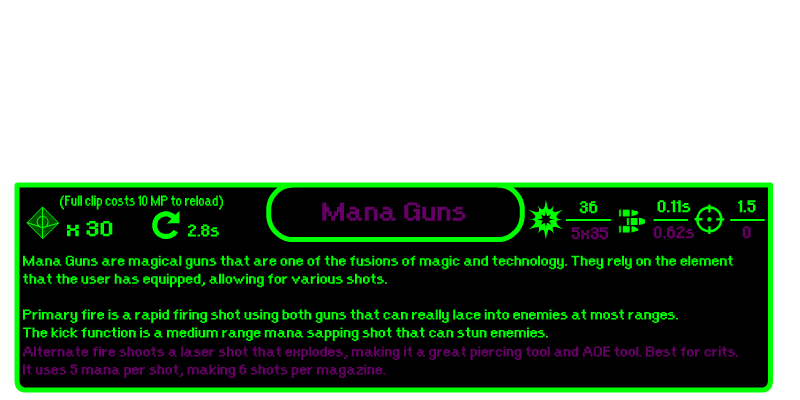 (Full clip costs 10 MP to reload)
x 30
2.8s
Mana Guns
36
5x35
0.11s
0.62s
1.5
0
Mana Guns are magical guns that are one of the fusions of magic and technology. They rely on the element
that the user has equipped, allowing for various shots.
Primary fire is a rapid firing shot using both guns that can really lace into enemies at most ranges.
The kick function is a medium range mana sapping shot that can stun enemies.
Alternate fire shoots a laser shot that explodes, making it a great piercing tool and AOE tool. Best for crits.
It uses 5 mana per shot, making 6 shots per magazine.